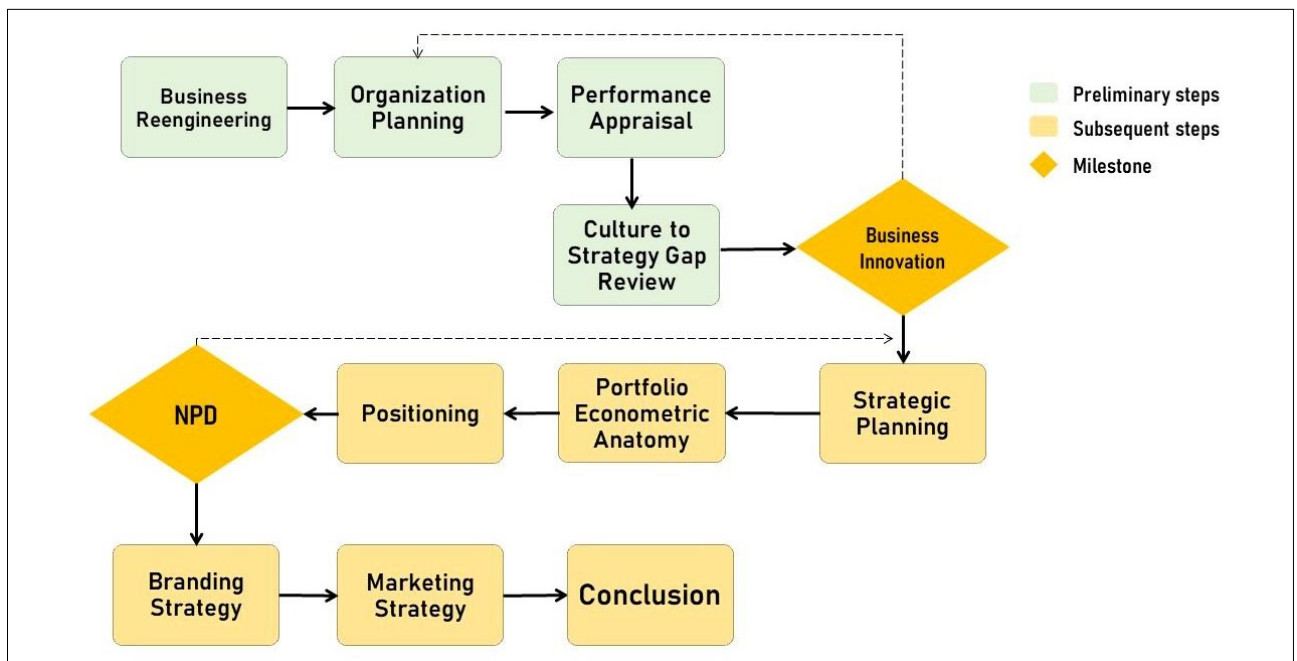 Business
Reengineering
Organization
Planning
Performance
Appraisal
Preliminary steps
Subsequent steps
Milestone
Culture to
Strategy Gap
Review
Business
Innovation
NPD
Positioning
Portfolio
Econometric
Anatomy
Strategic
Planning
Branding
Strategy
Marketing
Strategy
Conclusion